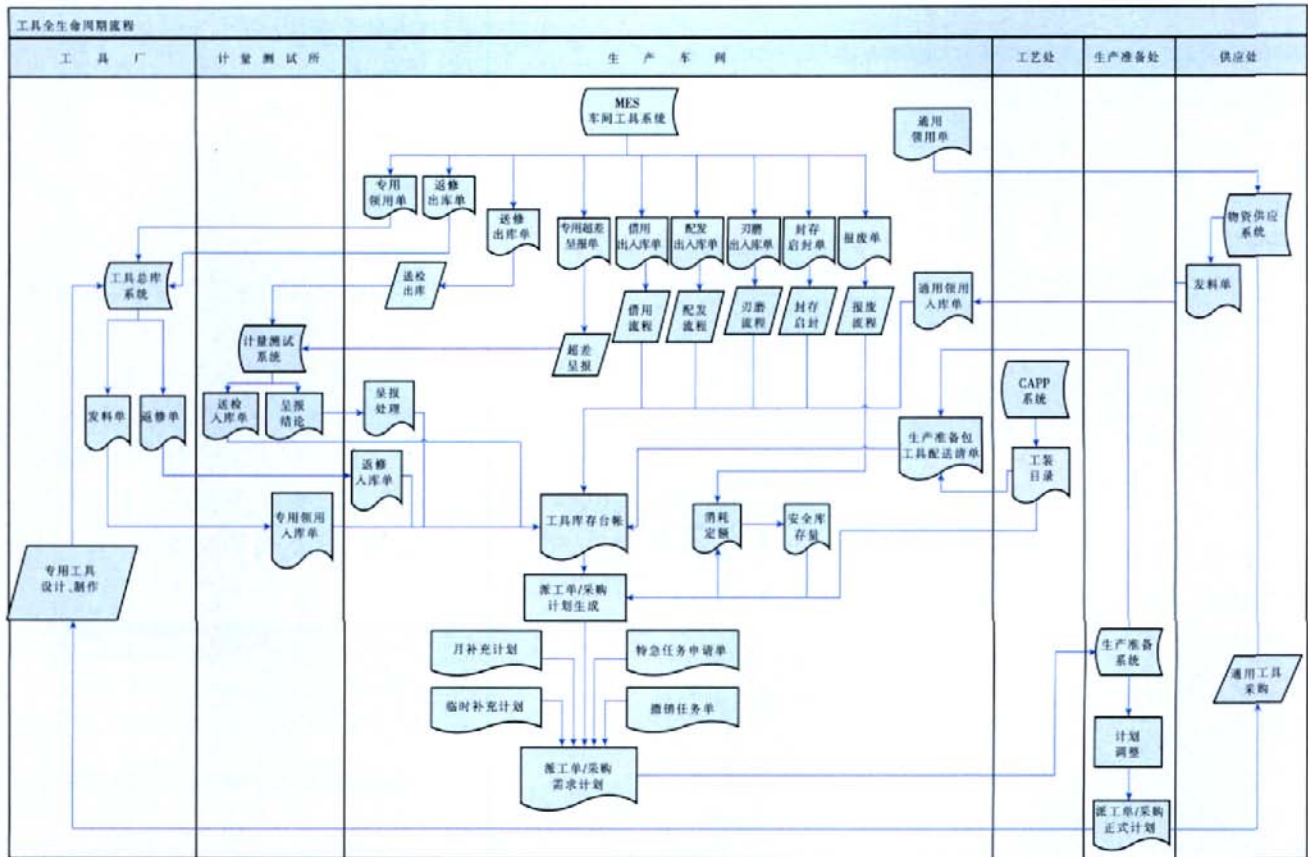 工具全生命周期流程
工具厂
计量测试所
生产车间
工艺处
生产准备处
供应处
MES
车间工具系统
通用
领用单
专用
领用单
返修
出库单
送修
出库单
专用超差
呈报单
借用
出入库单
配发
出入库单
刃磨
出入库单
封存
启封单
报废单
物资供应
系统
工具总库
系统
送检
出库
借用
流程
配发
流程
刃磨
流程
封存
启封
报废
流程
通用领用
入库单
发料单
计量测试
系统
超差
呈报
CAPP
系统
发料单
返修单
送检
入库单
呈报
结论
呈报
处理
生产准备包
工具配送清单
工装
目录
返修
入库单
专用领用
入库单
工具库存台帐
消耗
定额
安全库
存量
专用工具
设计、制作
派工单/采购
计划生成
月补充计划
特急任务申请单
生产准备
系统
临时补充计划
撤销任务单
通用工具
采购
派工单/采购
需求计划
计划
调整
派工单/采购
正式计划